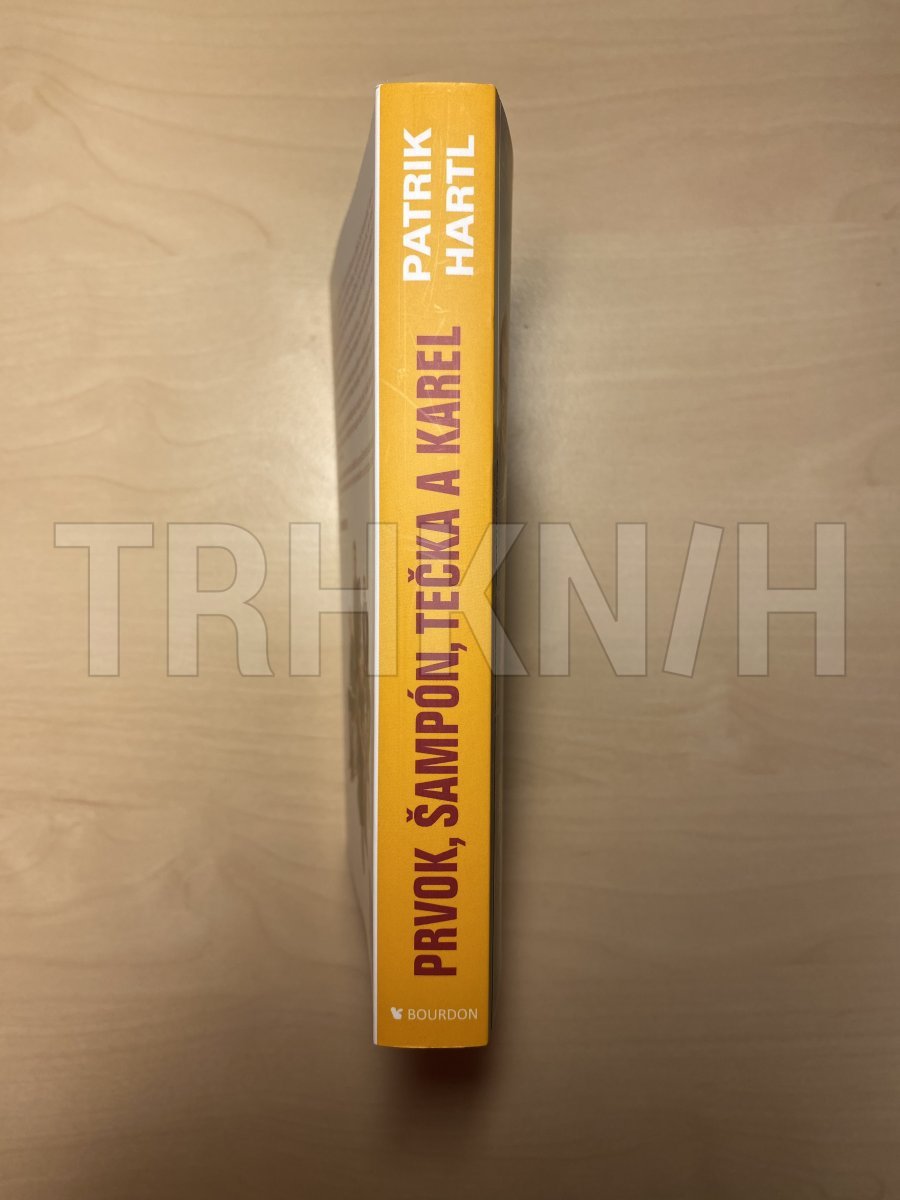 PATRIK
HARTL
PRVOK, ŠAMPÓN, TEČKA A KAREL
BOURDON
TRHKNIH